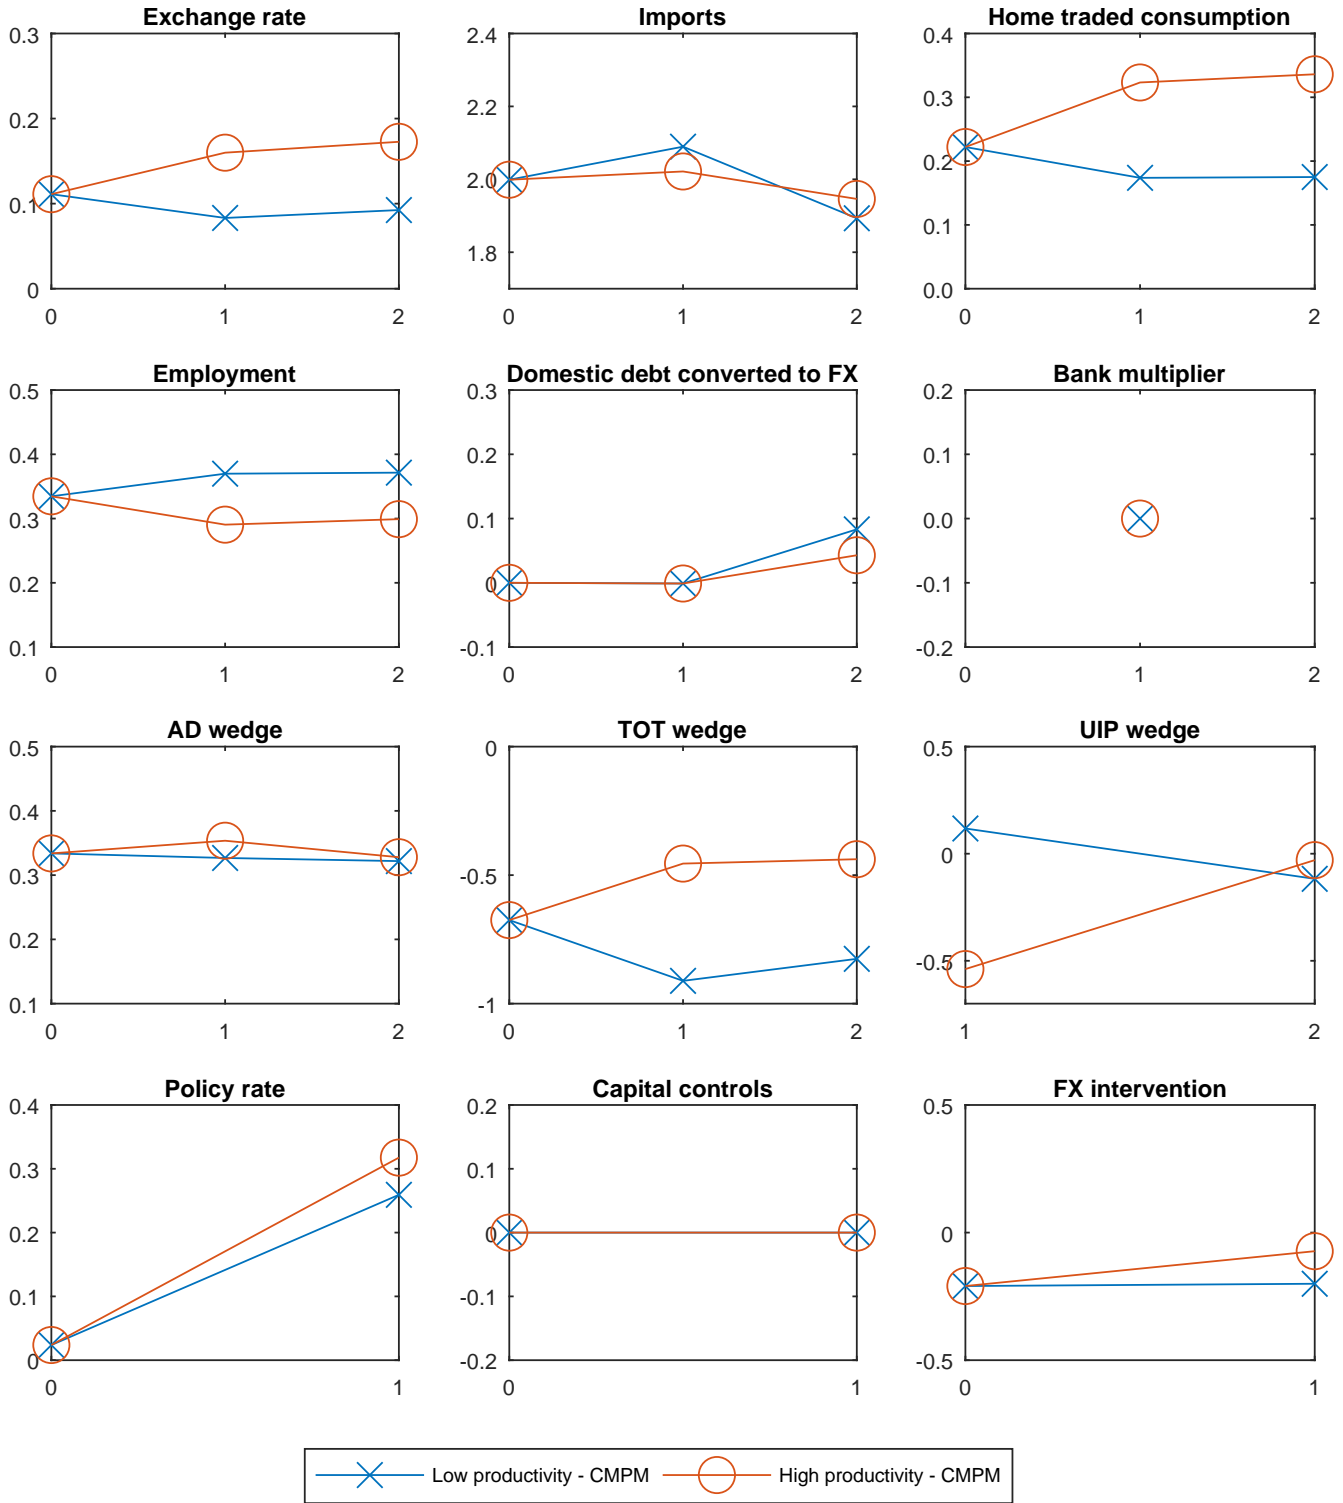 Exchange rate
0.3
0.2
0.1
0
0 1 2
Imports
2.4
2.2
2.0
1.8
0 1 2
Home traded consumption
0.4
0.3
0.2
0.1
0.0
0 1 2
Employment
0.5
0.4
0.3
0.2
0.1
0 1 2
Domestic debt converted to FX
0.3
0.2
0.1
0
-0.1
0 1 2
Bank multiplier
0.2
0.1
0.0
-0.1
-0.2
0 1 2
AD wedge
0.5
0.4
0.3
0.2
0.1
0 1 2
TOT wedge
0
-0.5
-1
0 1 2
UIP wedge
0.5
0
-0.5
1 2
Policy rate
0.4
0.3
0.2
0.1
0
0 1
Capital controls
0.2
0.1
0
-0.1
-0.2
0 1
FX intervention
0.5
0
-0.5
0 1
Low productivity - CMPM High productivity - CMPM